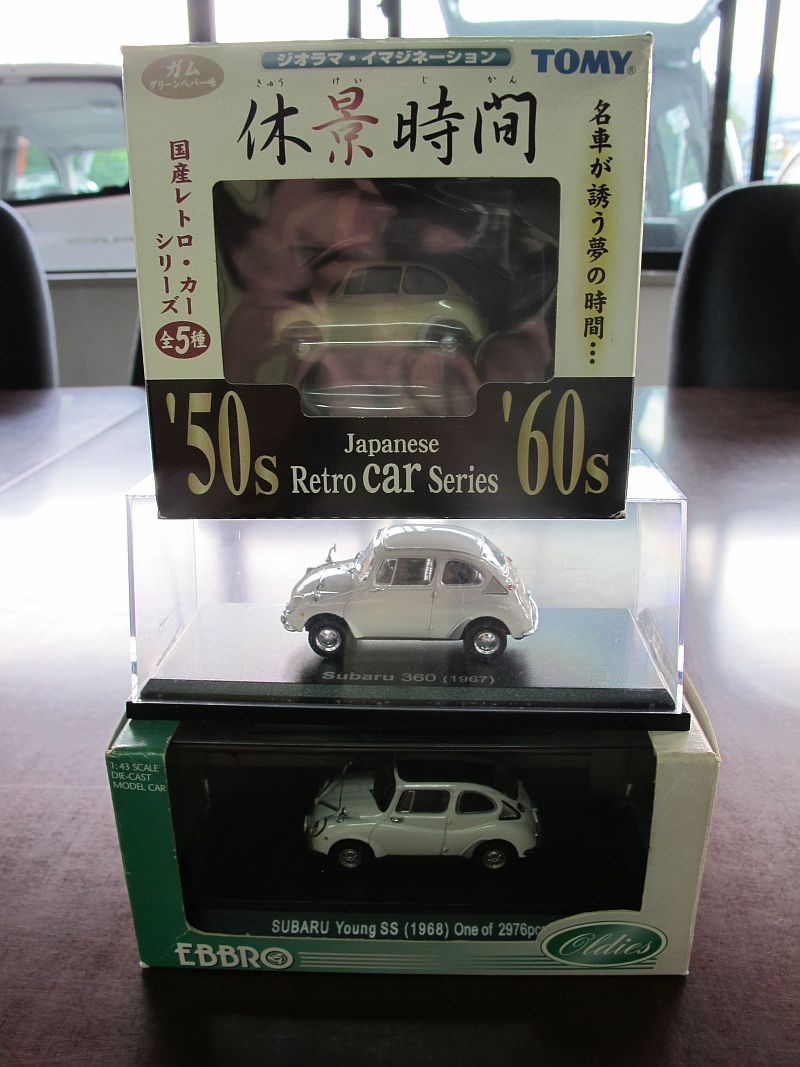 ガム
グリーンペパー味
ジオラマ・イマジネーション
TOMY®
きゅう けい じ かん
休景時間
国産レトロ・カー
シリーズ
全5種
名車が誘う夢の時間…
'50s
Japanese
Retro car Series
'60s
Subaru 360 (1967)
1:43 SCALE
DIE-CAST
MODEL CAR
SUBARU Young SS (1968) One of 2976pc
EBBRO
Oldies